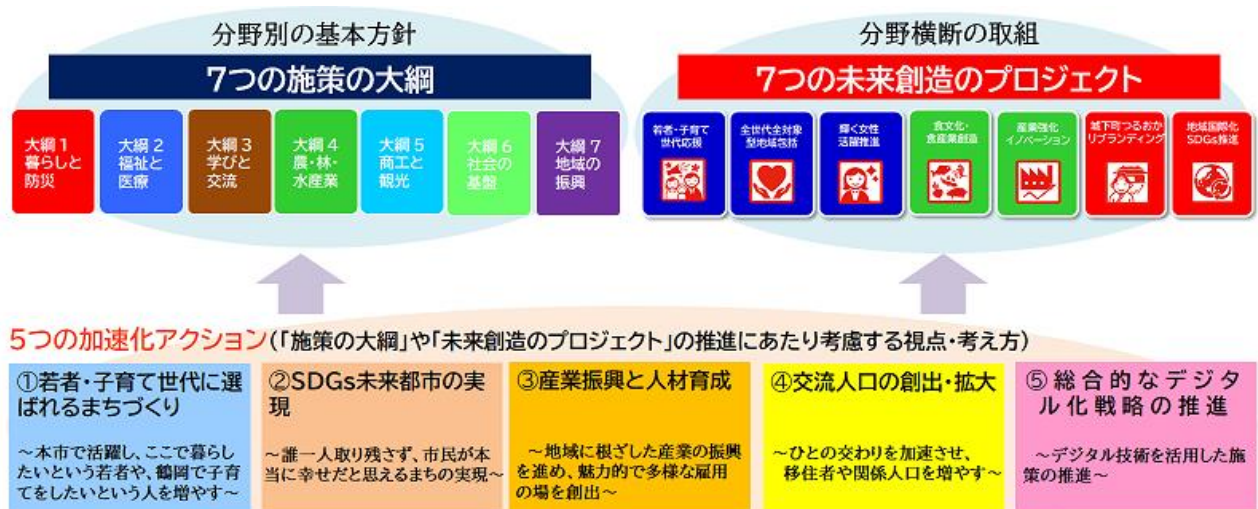 分野別の基本方針
7つの施策の大綱
大綱1
暮らしと
防災
大綱2
福祉と
医療
大綱3
学びと
交流
大綱4
農・林・
水産業
大綱5
商工と
観光
大綱6
社会の
基盤
大綱7
地域の
振興
分野横断の取組
7つの未来創造のプロジェクト
若者・子育て
世代応援
全世代全対象
型地域包括
輝く女性
活躍推進
食文化・
食産業創造
産業強化
イノベーション
城下町つるおか
リブランディング
地域国際化
SDGs推進
5つの加速化アクション(「施策の大綱」や「未来創造のプロジェクト」の推進にあたり考慮する視点・考え方)
①若者・子育て世代に選
ばれるまちづくり
~本市で活躍し、ここで暮らし
たいという若者や、鶴岡で子育
てをしたいという人を増やす~
②SDGs未来都市の実
現
~誰一人取り残さず、市民が本
当に幸せだと思えるまちの実現~
③産業振興と人材育成
~地域に根ざした産業の振興
を進め、魅力的で多様な雇用
の場を創出~
④交流人口の創出・拡大
~ひとの交わりを加速させ、
移住者や関係人口を増やす~
⑤総合的なデジタ
ル化戦略の推進
~デジタル技術を活用した施
策の推進~